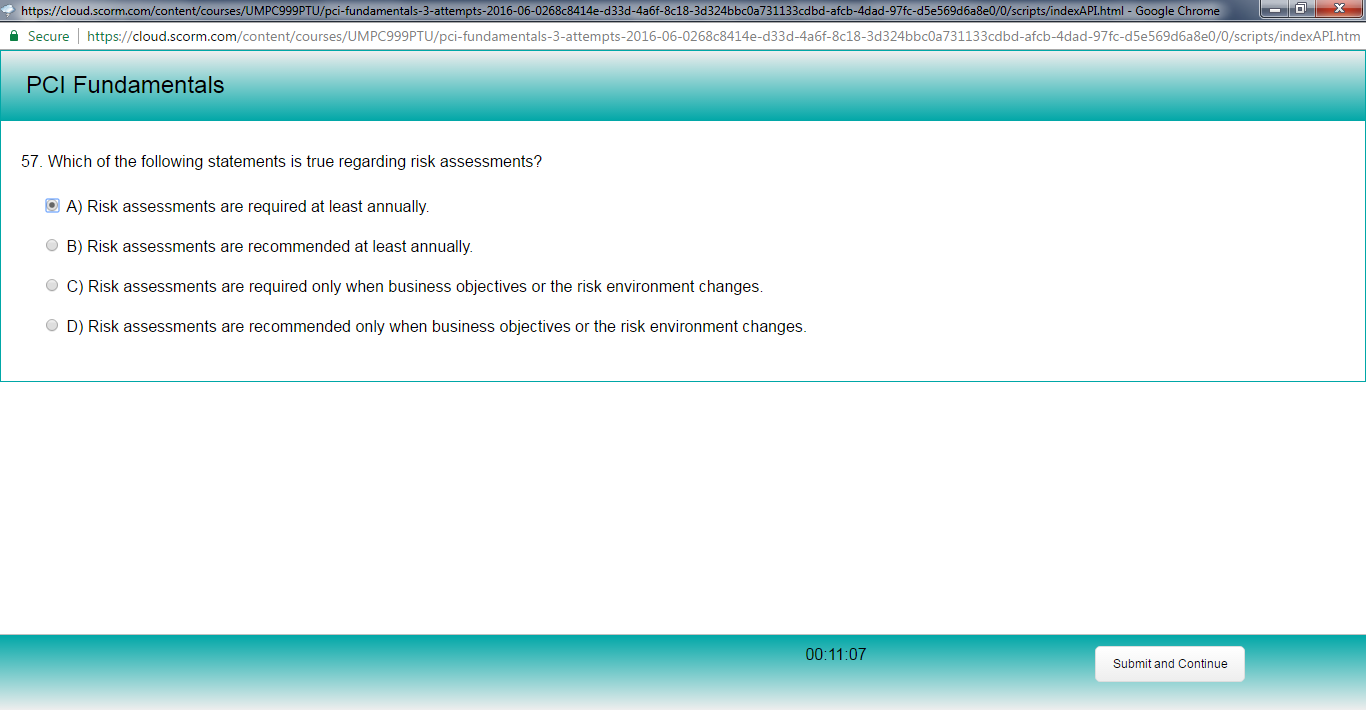 https://cloud.scorm.com/content/courses/UMPC999PTU/pci-fundamentals-3-attempts-2016-06-0268c8414e-d33d-4a6f-8c18-3d324bbc0a731133cdbd-afcb-4dad-97fc-d5e569d6a8e0/0/scripts/indexAPI.html - Google Chrome
Secure https://cloud.scorm.com/content/courses/UMPC999PTU/pci-fundamentals-3-attempts-2016-06-0268c8414e-d33d-4a6f-8c18-3d324bbc0a731133cdbd-afcb-4dad-97fc-d5e569d6a8e0/0/scripts/indexAPI.htm
PCI Fundamentals
57. Which of the following statements is true regarding risk assessments?
A) Risk assessments are required at least annually.
B) Risk assessments are recommended at least annually.
C) Risk assessments are required only when business objectives or the risk environment changes.
D) Risk assessments are recommended only when business objectives or the risk environment changes.
00:11:07
Submit and Continue